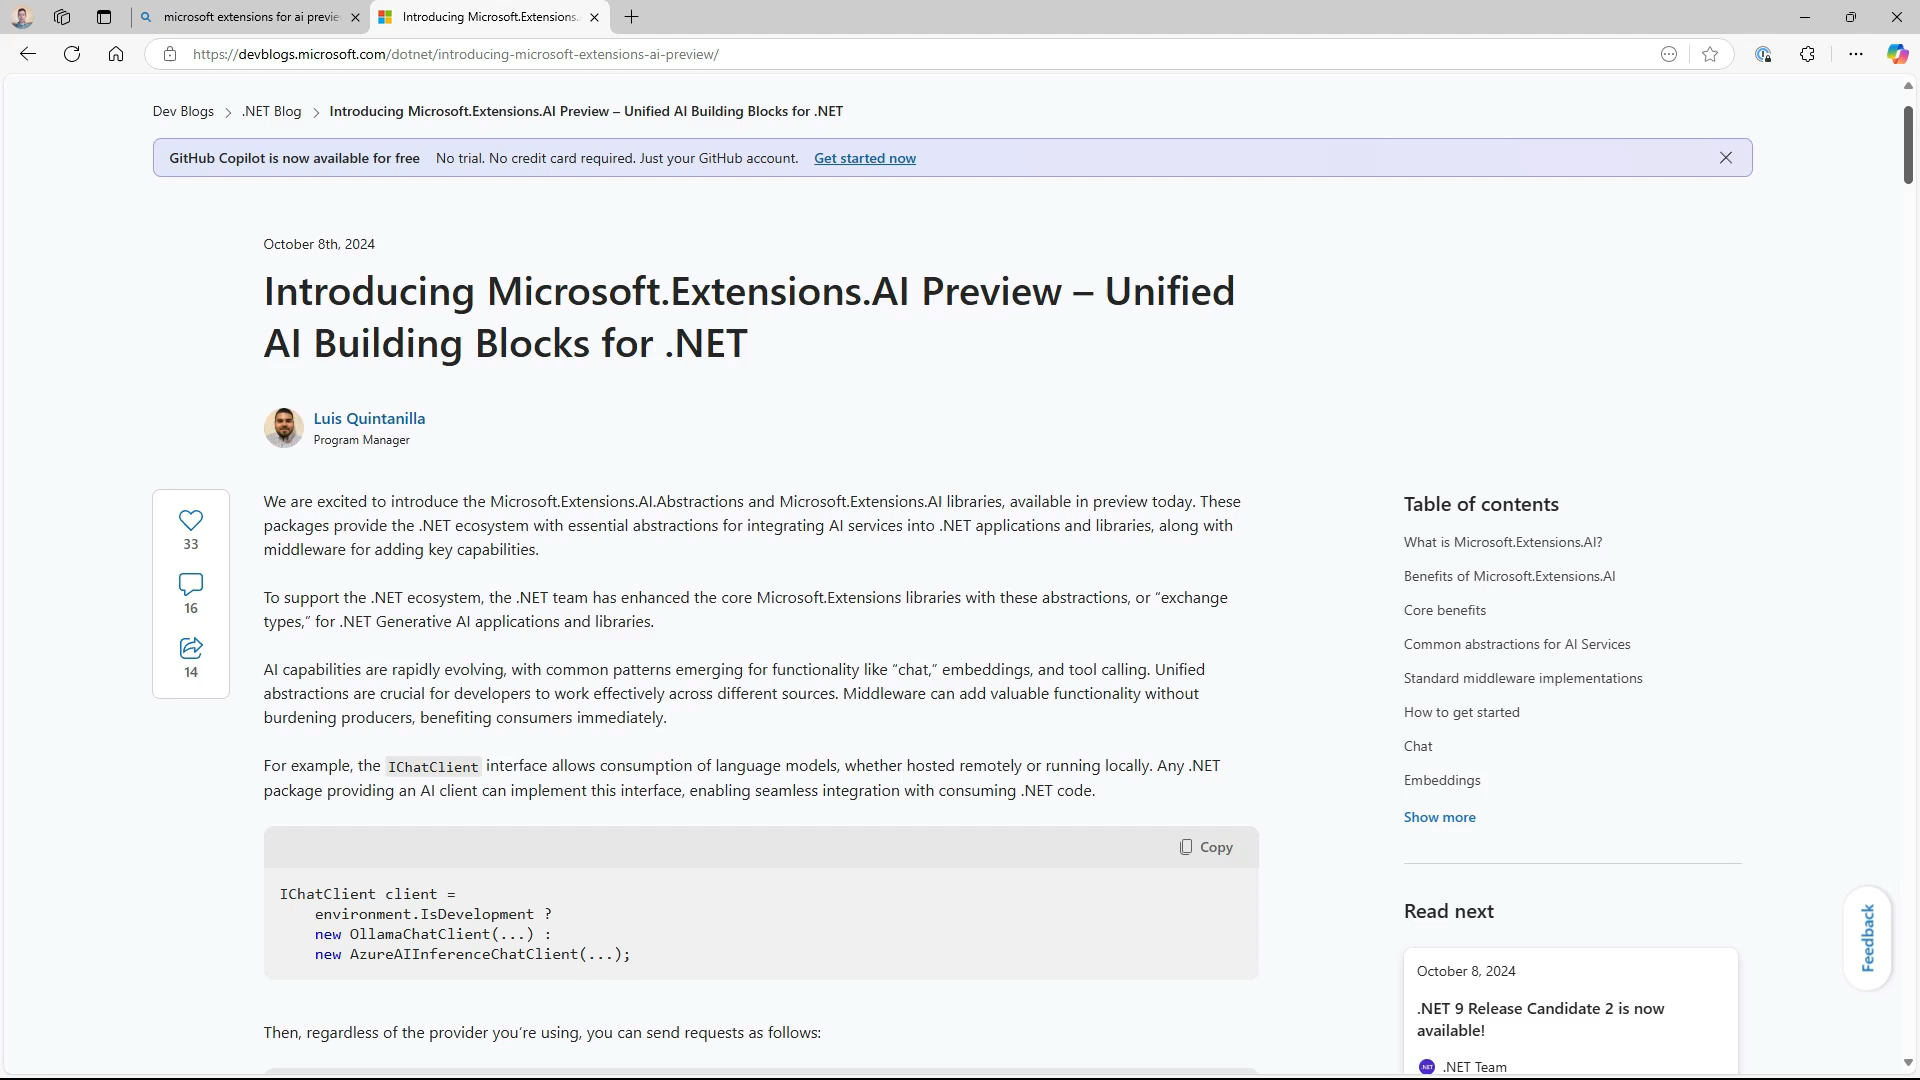 microsoft extensions for ai previe
Introducing Microsoft.Extensions.
https://devblogs.microsoft.com/dotnet/introducing-microsoft-extensions-ai-preview/
Dev Blogs > .NET Blog > Introducing Microsoft.Extensions.AI Preview – Unified AI Building Blocks for .NET
GitHub Copilot is now available for free No trial. No credit card required. Just your GitHub account. Get started now
October 8th, 2024
Introducing Microsoft.Extensions.AI Preview – Unified
AI Building Blocks for .NET
Luis Quintanilla
Program Manager
33
16
14
We are excited to introduce the Microsoft.Extensions.AI.Abstractions and Microsoft.Extensions.AI libraries, available in preview today. These
packages provide the .NET ecosystem with essential abstractions for integrating AI services into .NET applications and libraries, along with
middleware for adding key capabilities.
To support the .NET ecosystem, the .NET team has enhanced the core Microsoft.Extensions libraries with these abstractions, or “exchange
types,” for .NET Generative AI applications and libraries.
AI capabilities are rapidly evolving, with common patterns emerging for functionality like “chat,” embeddings, and tool calling. Unified
abstractions are crucial for developers to work effectively across different sources. Middleware can add valuable functionality without
burdening producers, benefiting consumers immediately.
For example, the IChatClient interface allows consumption of language models, whether hosted remotely or running locally. Any .NET
package providing an AI client can implement this interface, enabling seamless integration with consuming .NET code.
Copy
IChatClient client =
environment.IsDevelopment ?
new OllamaChatClient(...) :
new AzureAIInferenceChatClient(...);
Then, regardless of the provider you’re using, you can send requests as follows:
Table of contents
What is Microsoft.Extensions.AI?
Benefits of Microsoft.Extensions.AI
Core benefits
Common abstractions for AI Services
Standard middleware implementations
How to get started
Chat
Embeddings
Show more
Read next
October 8, 2024
.NET 9 Release Candidate 2 is now
available!
.NET Team
Feedback